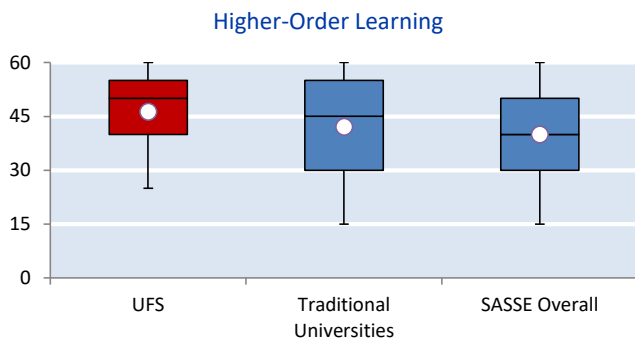 Higher-Order Learning
60
45
30
15
0
UFS
Traditional
Universities
SASSE Overall